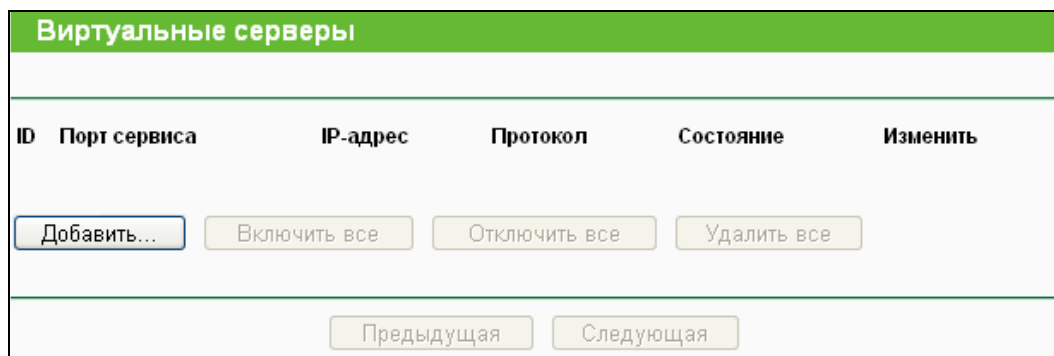 Виртуальные серверы
ID Порт сервиса IP-адрес Протокол Состояние Изменить
Добавить... Включить все Отключить все Удалить все
Предыдущая Следующая